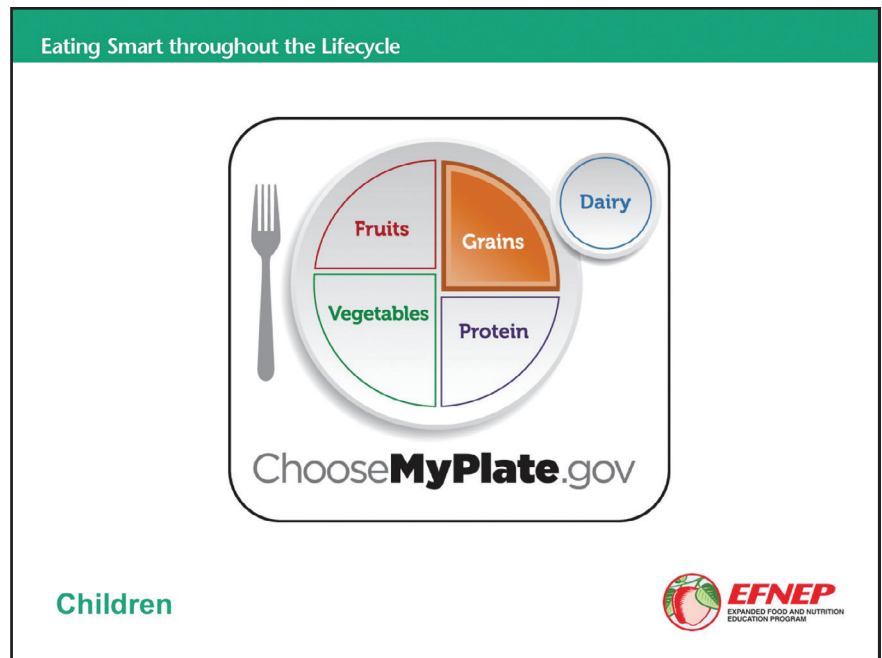 Eating Smart throughout the Lifecycle
Fruits
Grains
Dairy
Vegetables
Protein
ChooseMyPlate.gov
Children
EFNEP
EXPANDED FOOD AND NUTRITION
EDUCATION PROGRAM